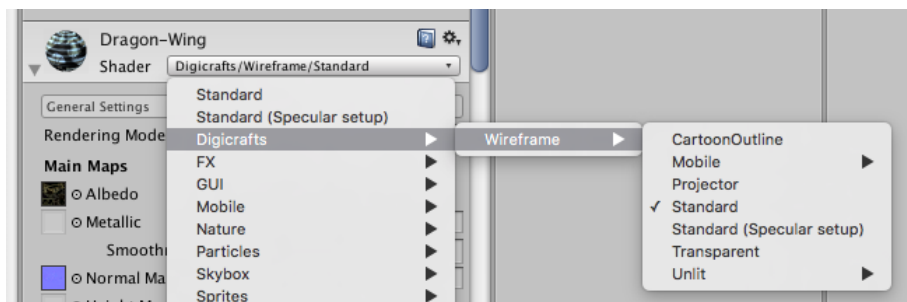 Dragon-Wing
Shader Digicrafts/Wireframe/Standard
General Settings
Rendering Mode
Main Maps
Albedo
Metallic
Normal Ma
Standard
Standard (Specular setup)
Digicrafts
FX
GUI
Mobile
Nature
Particles
Skybox
Sprites
Wireframe
CartoonOutline
Mobile
Projector
Standard
Standard (Specular setup)
Transparent
Unlit